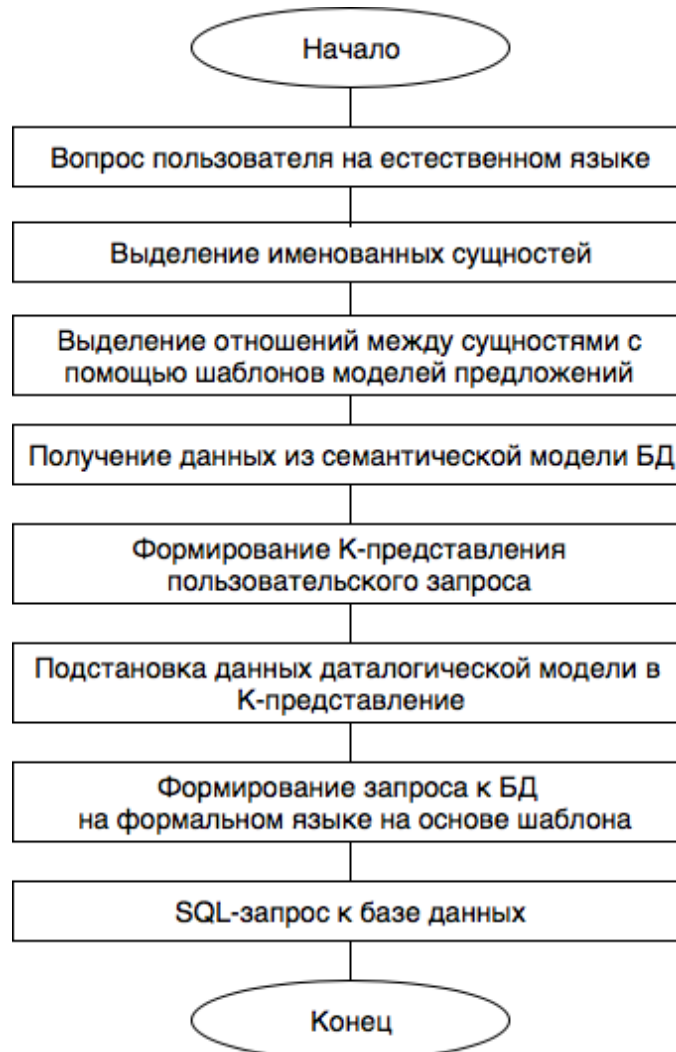 Начало
Вопрос пользователя на естественном языке
Выделение именованных сущностей
Выделение отношений между сущностями с
помощью шаблонов моделей предложений
Получение данных из семантической модели БД
Формирование К-представления
пользовательского запроса
Подстановка данных даталогической модели в
К-представление
Формирование запроса к БД
на формальном языке на основе шаблона
SQL-запрос к базе данных
Конец